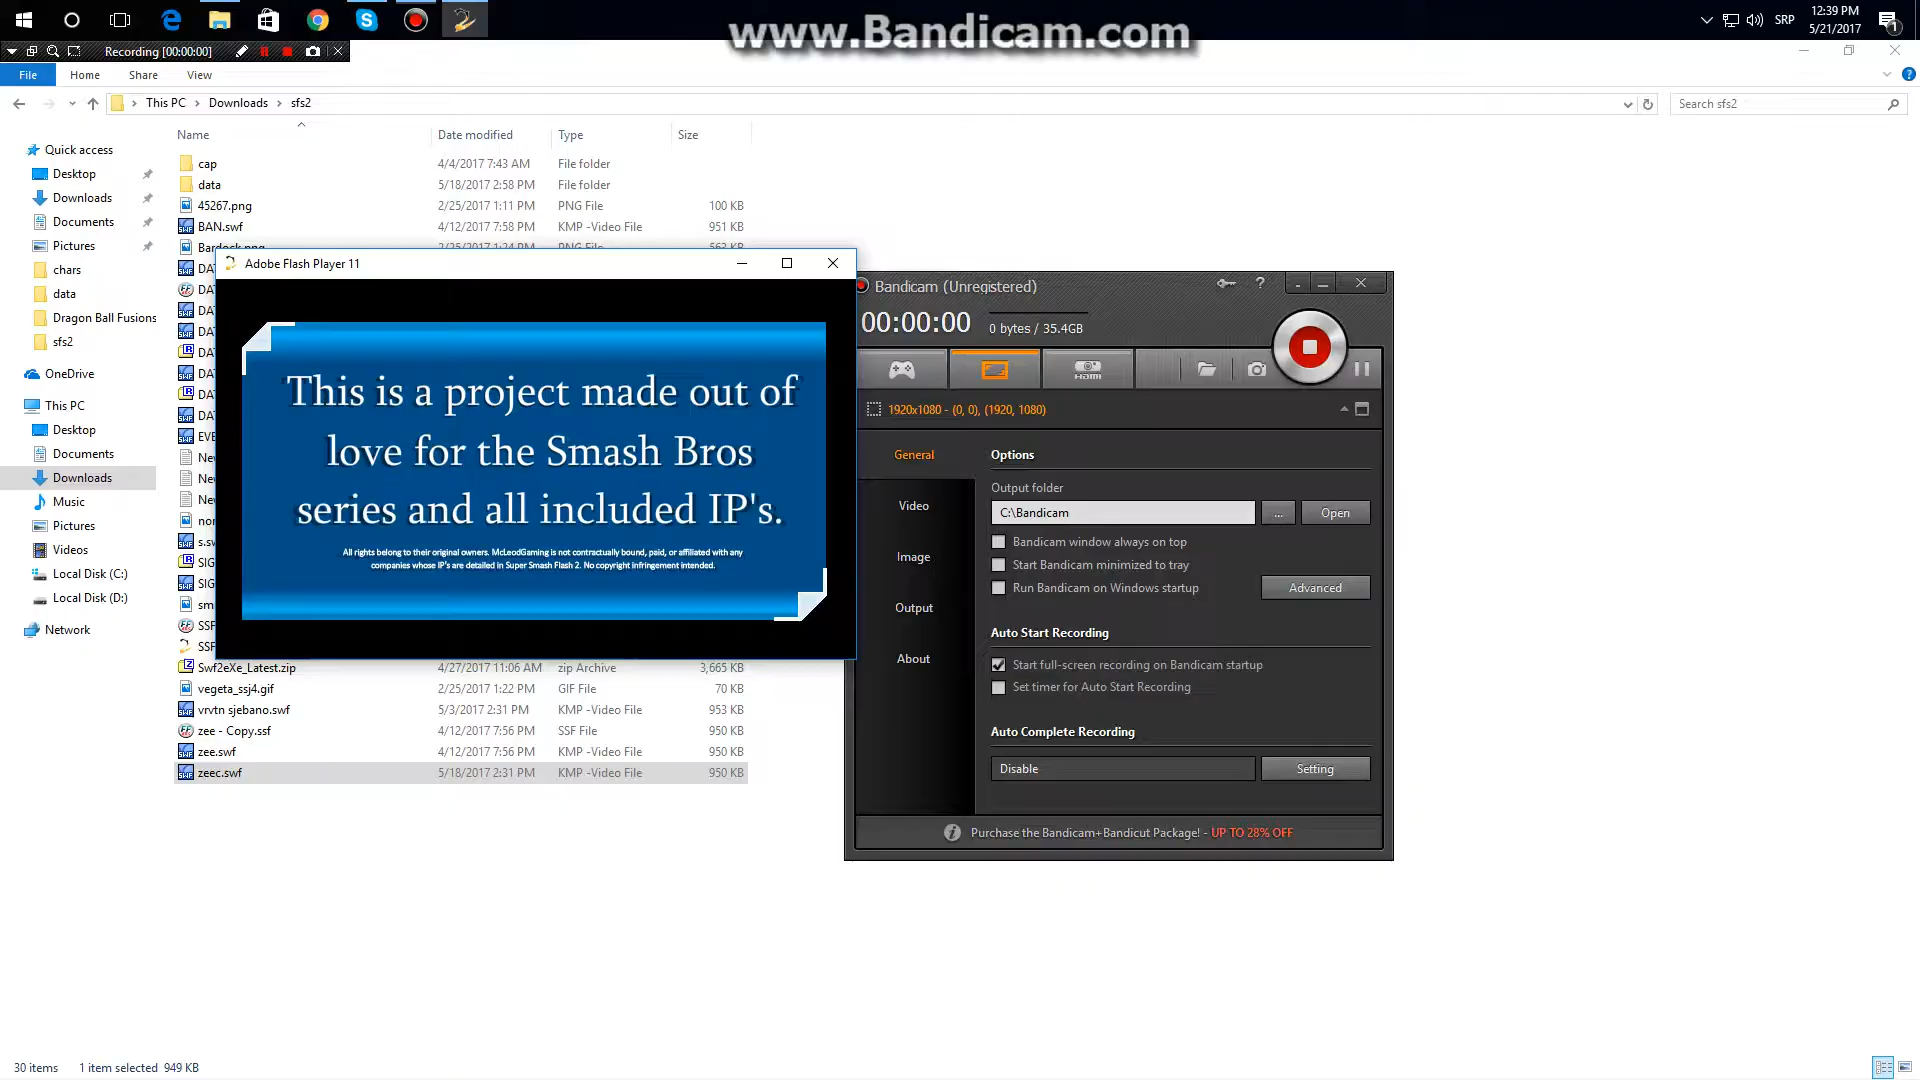 www.Bandicam.com
SRP
12:39 PM
5/21/2017
1
Recording [00:00:00]
File Home Share View
This PC > Downloads > sfs2
Search sfs2
Name Date modified Type Size
Quick access
Desktop
Downloads
Documents
Pictures
chars
data
Dragon Ball Fusions
sfs2
OneDrive
This PC
Desktop
Documents
Downloads
Music
Pictures
Videos
Local Disk (C:)
Local Disk (D:)
Network
cap 4/4/2017 7:43 AM File folder
data 5/18/2017 2:58 PM File folder
45267.png 2/25/2017 1:11 PM PNG File 100 KB
BAN.swf 4/12/2017 7:58 PM KMP -Video File 951 KB
Bardock.png 2/25/2017 1:24 PM PNG File 563 KB
Adobe Flash Player 11
This is a project made out of
love for the Smash Bros
series and all included IP's.
All rights belong to their original owners. McLeodGaming is not contractually bound, paid, or affiliated with any
companies whose IP's are detailed in Super Smash Flash 2. No copyright infringement intended.
Swf2eXe_Latest.zip 4/27/2017 11:06 AM zip Archive 3,665 KB
vegeta_ssj4.gif 2/25/2017 1:22 PM GIF File 70 KB
vrvtn sjebano.swf 5/3/2017 2:31 PM KMP -Video File 953 KB
zee - Copy.ssf 4/12/2017 7:56 PM SSF File 950 KB
zee.swf 4/12/2017 7:56 PM KMP -Video File 950 KB
zeec.swf 5/18/2017 2:31 PM KMP -Video File 950 KB
Bandicam (Unregistered)
00:00:00
0 bytes / 35.4GB
HDMI
1920x1080 - (0, 0), (1920, 1080)
General
Video
Image
Output
About
Options
Output folder
C:\Bandicam ... Open
Bandicam window always on top
Start Bandicam minimized to tray
Run Bandicam on Windows startup
Advanced
Auto Start Recording
Start full-screen recording on Bandicam startup
Set timer for Auto Start Recording
Auto Complete Recording
Disable Setting
Purchase the Bandicam+Bandicut Package! - UP TO 28% OFF
30 items 1 item selected 949 KB